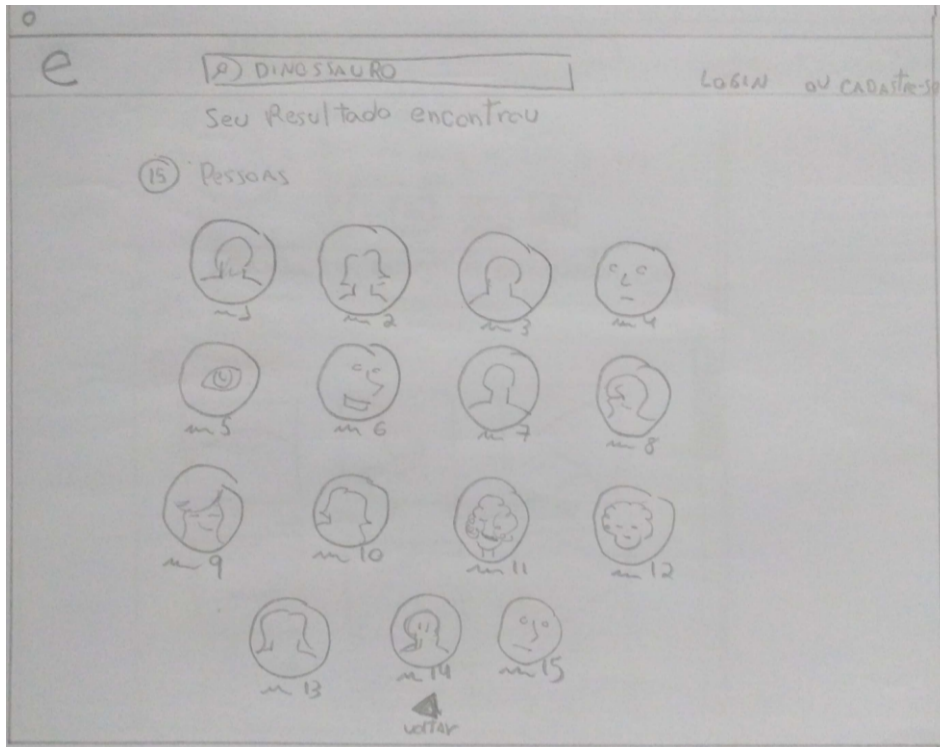 e
DINOSSAURO
LOGIN OU CADASTRE-SE
Seu Resultado encontrou
15 Pessoas
1 2 3 4
5 6 7 8
9 10 11 12
13 14 15
VOLTAR